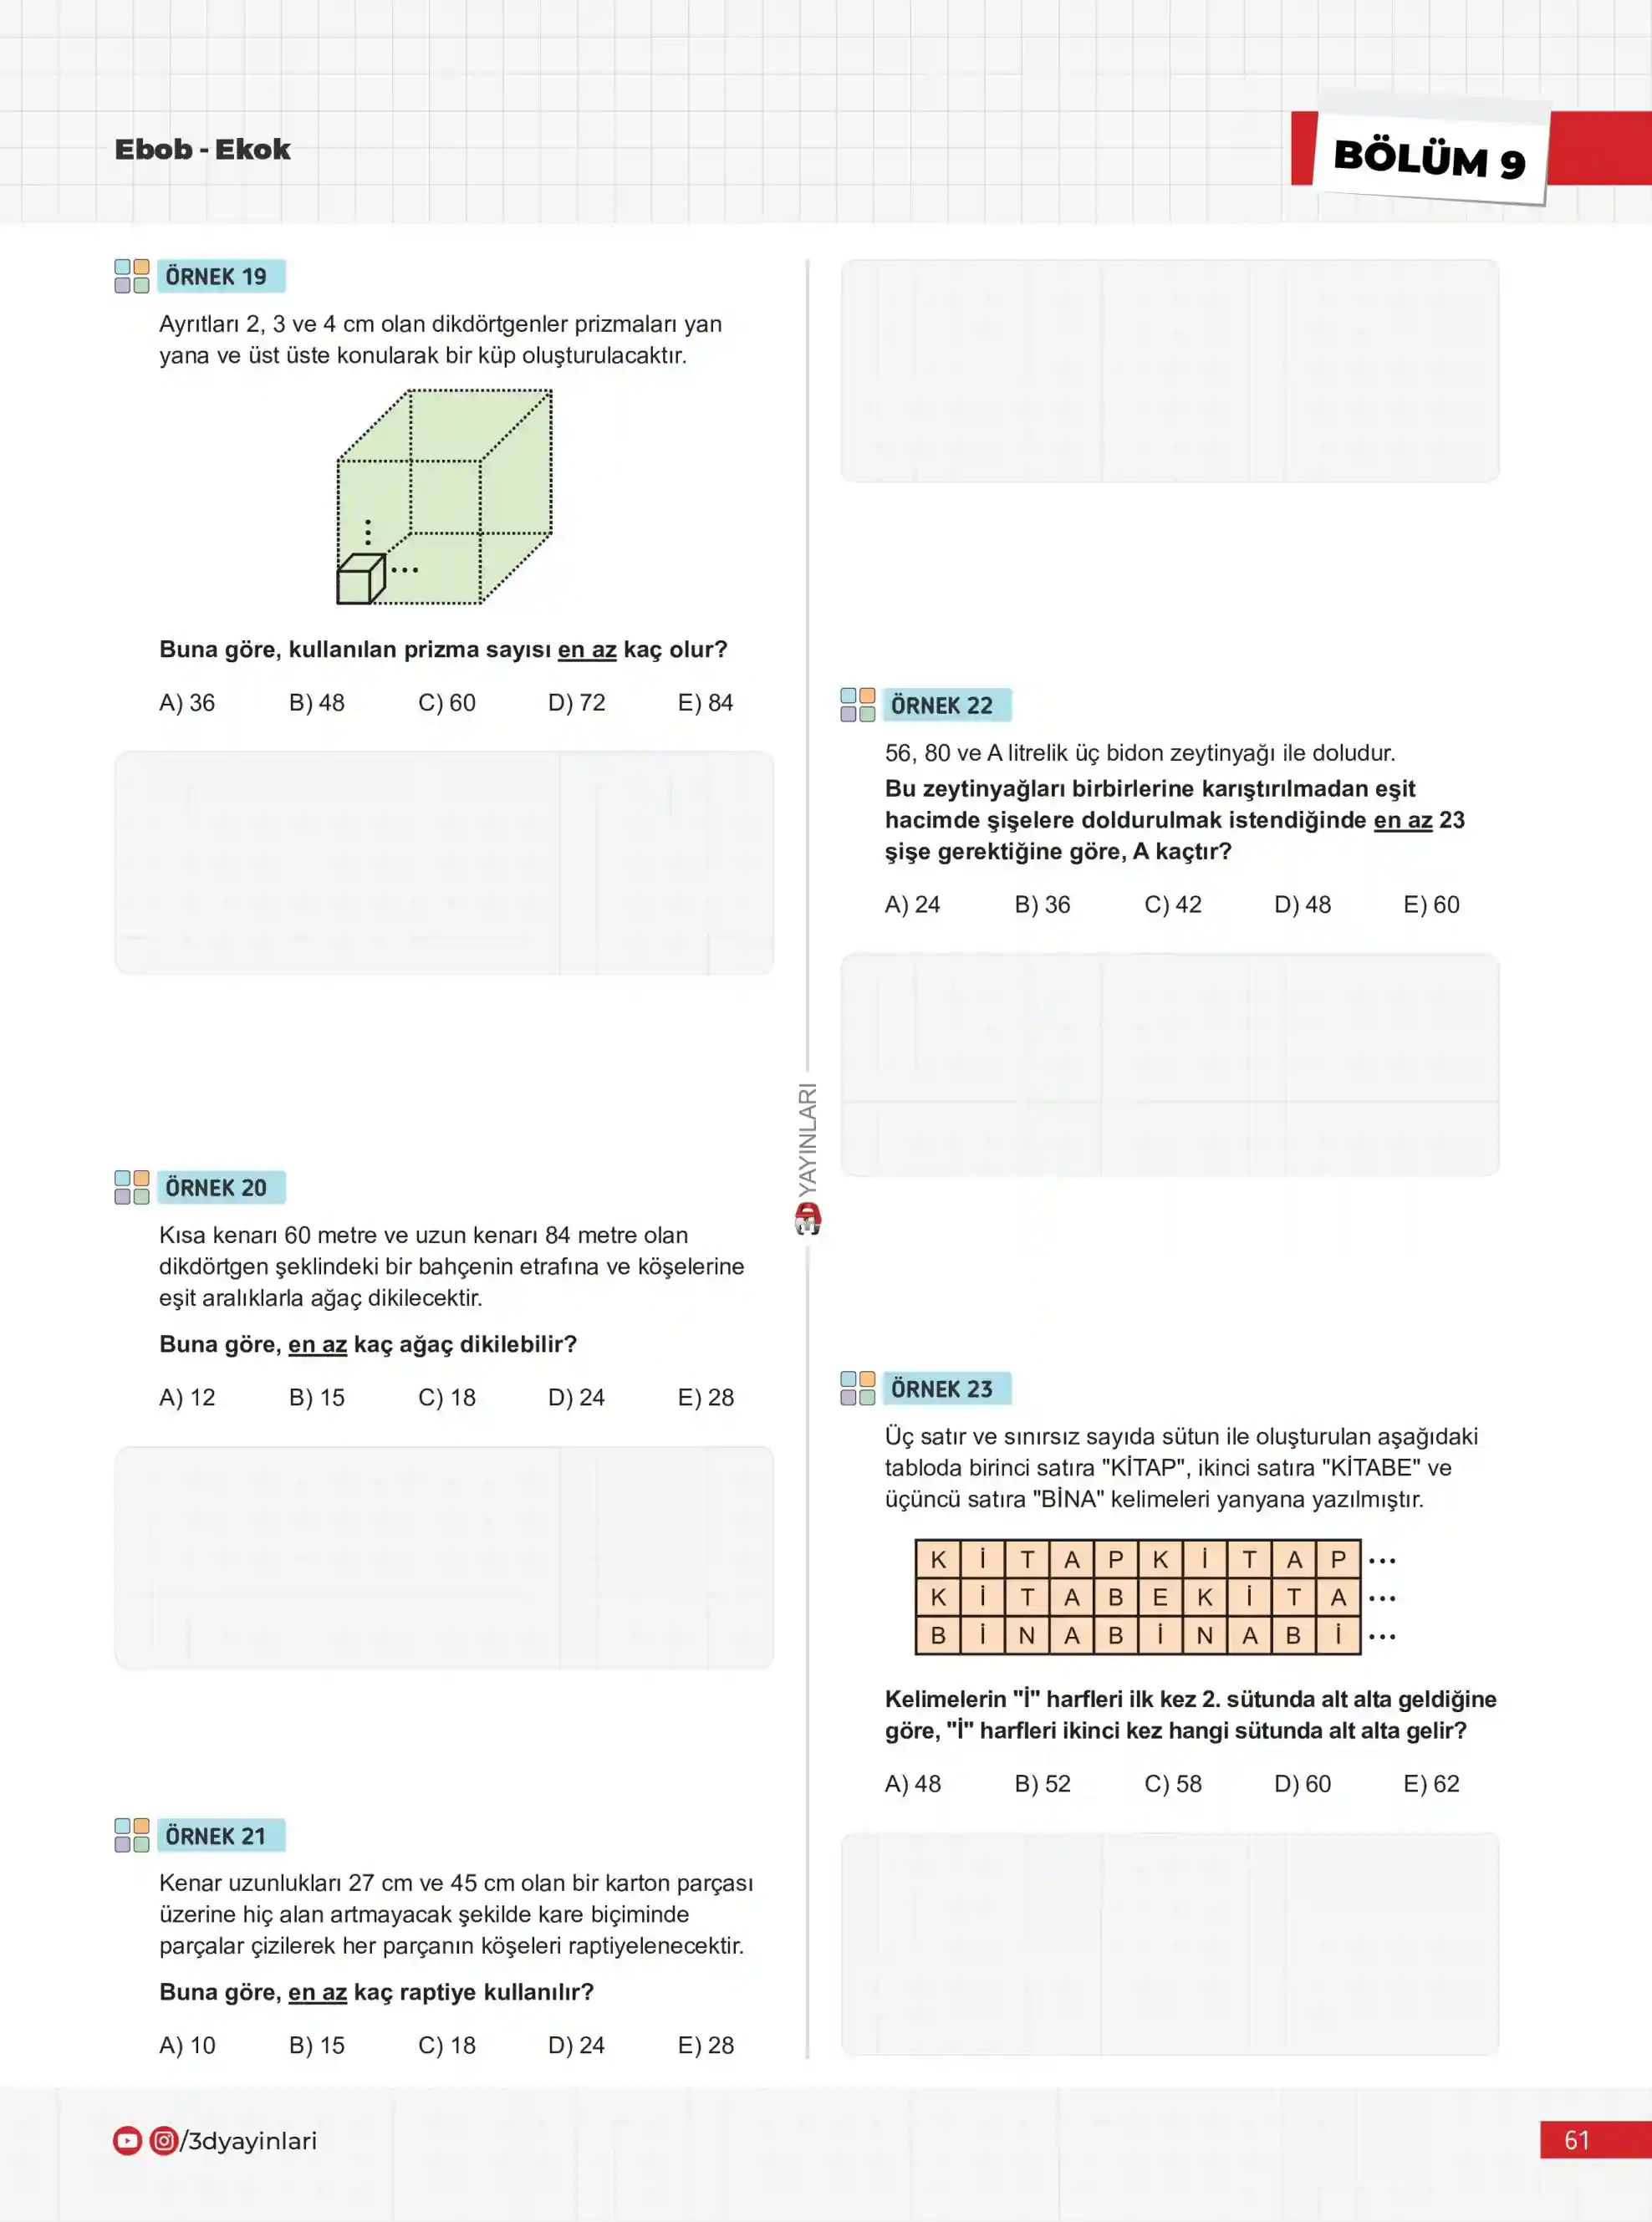 Ebob - Ekok
BÖLÜM 9
ÖRNEK 19
Ayrıtları 2, 3 ve 4 cm olan dikdörtgenler prizmaları yan
yana ve üst üste konularak bir küp oluşturulacaktır.
Buna göre, kullanılan prizma sayısı en az kaç olur?
A) 36 B) 48 C) 60 D) 72 E) 84
ÖRNEK 20
Kısa kenarı 60 metre ve uzun kenarı 84 metre olan
dikdörtgen şeklindeki bir bahçenin etrafına ve köşelerine
eşit aralıklarla ağaç dikilecektir.
Buna göre, en az kaç ağaç dikilebilir?
A) 12 B) 15 C) 18 D) 24 E) 28
ÖRNEK 21
Kenar uzunlukları 27 cm ve 45 cm olan bir karton parçası
üzerine hiç alan artmayacak şekilde kare biçiminde
parçalar çizilerek her parçanın köşeleri raptiyelenecektir.
Buna göre, en az kaç raptiye kullanılır?
A) 10 B) 15 C) 18 D) 24 E) 28
YAYINLARI
ÖRNEK 22
56, 80 ve A litrelik üç bidon zeytinyağı ile doludur.
Bu zeytinyağları birbirlerine karıştırılmadan eşit
hacimde şişelere doldurulmak istendiğinde en az 23
şişe gerektiğine göre, A kaçtır?
A) 24 B) 36 C) 42 D) 48 E) 60
ÖRNEK 23
Üç satır ve sınırsız sayıda sütun ile oluşturulan aşağıdaki
tabloda birinci satıra "KİTAP", ikinci satıra "KİTABE" ve
üçüncü satıra "BİNA" kelimeleri yanyana yazılmıştır.
K İ T A P K İ T A P ...
K İ T A B E K İ T A ...
B İ N A B İ N A B İ ...
Kelimelerin "İ" harfleri ilk kez 2. sütunda alt alta geldiğine
göre, "İ" harfleri ikinci kez hangi sütunda alt alta gelir?
A) 48 B) 52 C) 58 D) 60 E) 62
/3dyayinlari
61